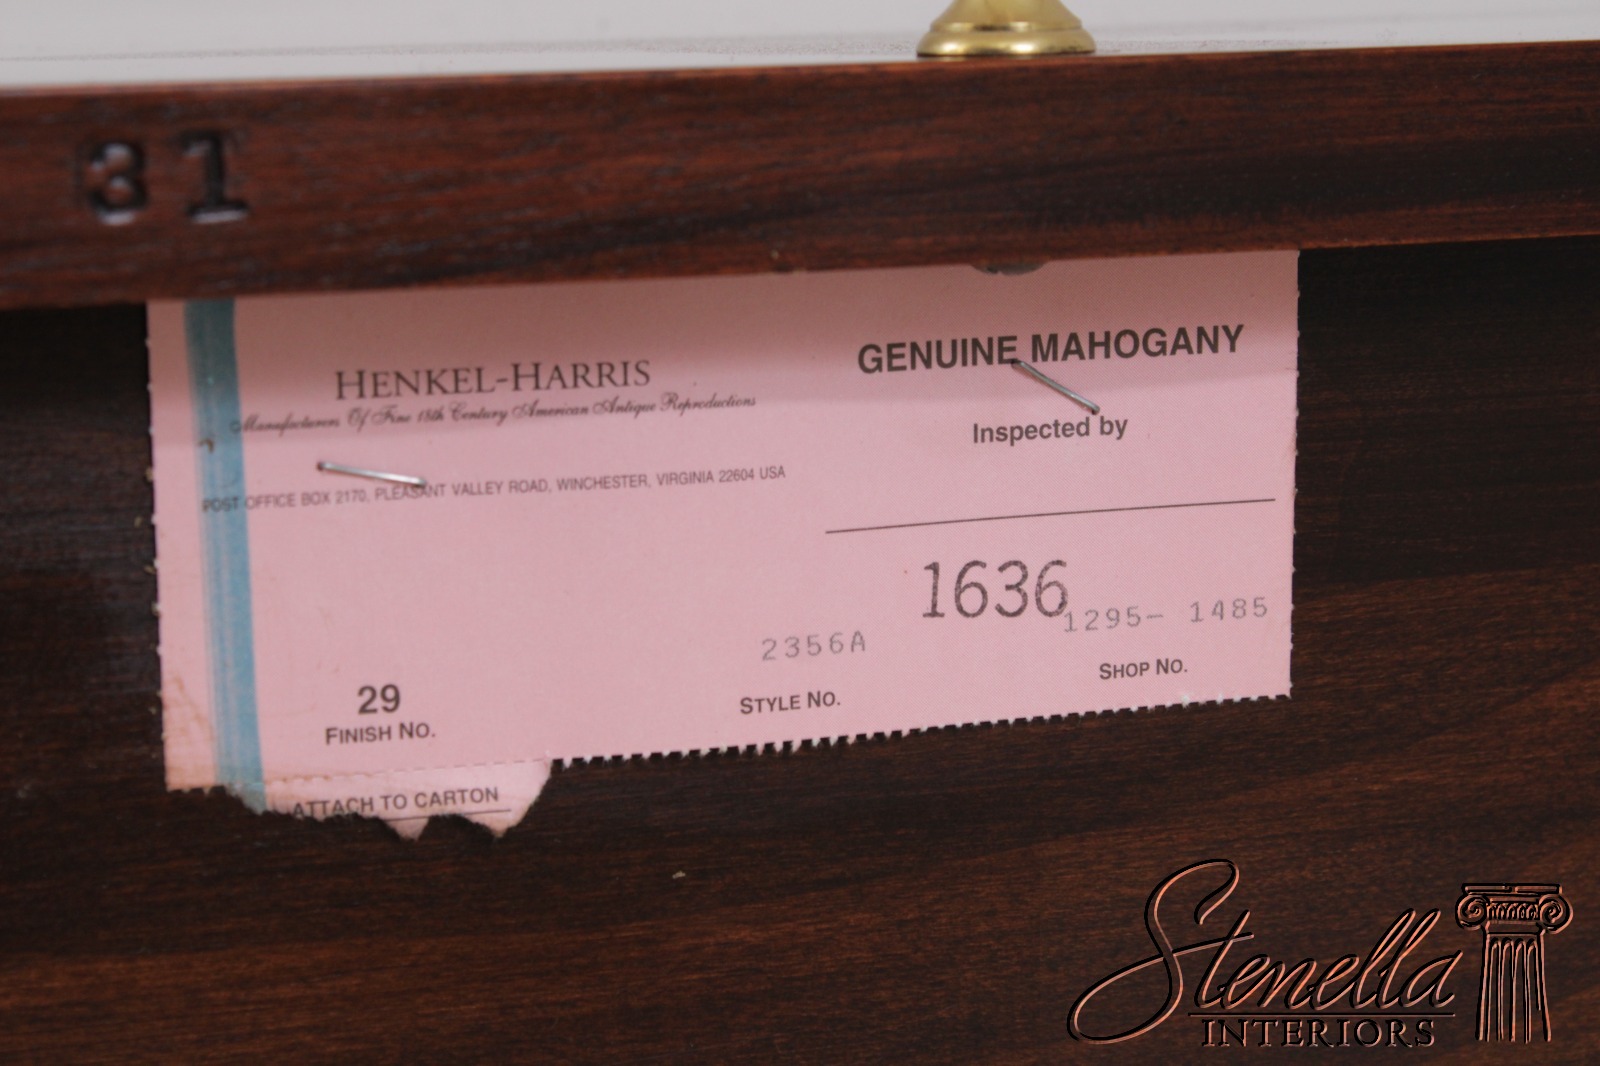 31
HENKEL-HARRIS
Manufacturers Of Fine 18th Century American Antique Reproductions
POST OFFICE BOX 2170, PLEASANT VALLEY ROAD, WINCHESTER, VIRGINIA 22604 USA
GENUINE MAHOGANY
Inspected by
1636
1295- 1485
SHOP NO.
2356A
STYLE NO.
29
FINISH NO.
ATTACH TO CARTON
Stenella
INTERIORS